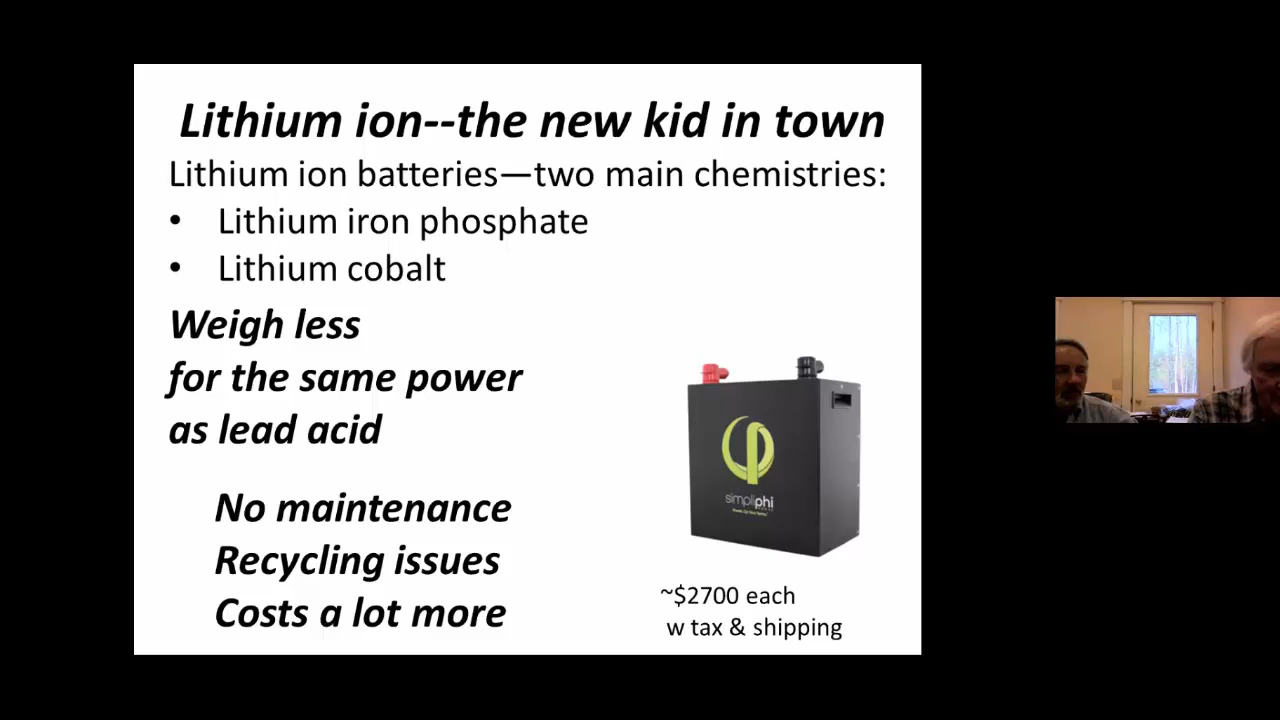 Lithium ion--the new kid in town
Lithium ion batteries—two main chemistries:
• Lithium iron phosphate
• Lithium cobalt
Weigh less
for the same power
as lead acid
No maintenance
Recycling issues
Costs a lot more
simpliphi
~$2700 each
w tax & shipping